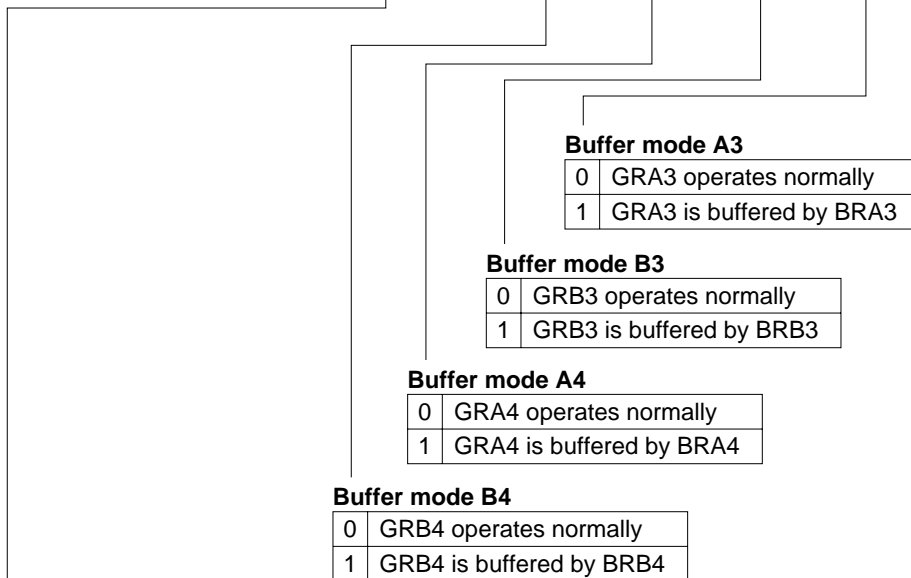 Buffer mode A3
0 GRA3 operates normally
1 GRA3 is buffered by BRA3
Buffer mode B3
0 GRB3 operates normally
1 GRB3 is buffered by BRB3
Buffer mode A4
0 GRA4 operates normally
1 GRA4 is buffered by BRA4
Buffer mode B4
0 GRB4 operates normally
1 GRB4 is buffered by BRB4